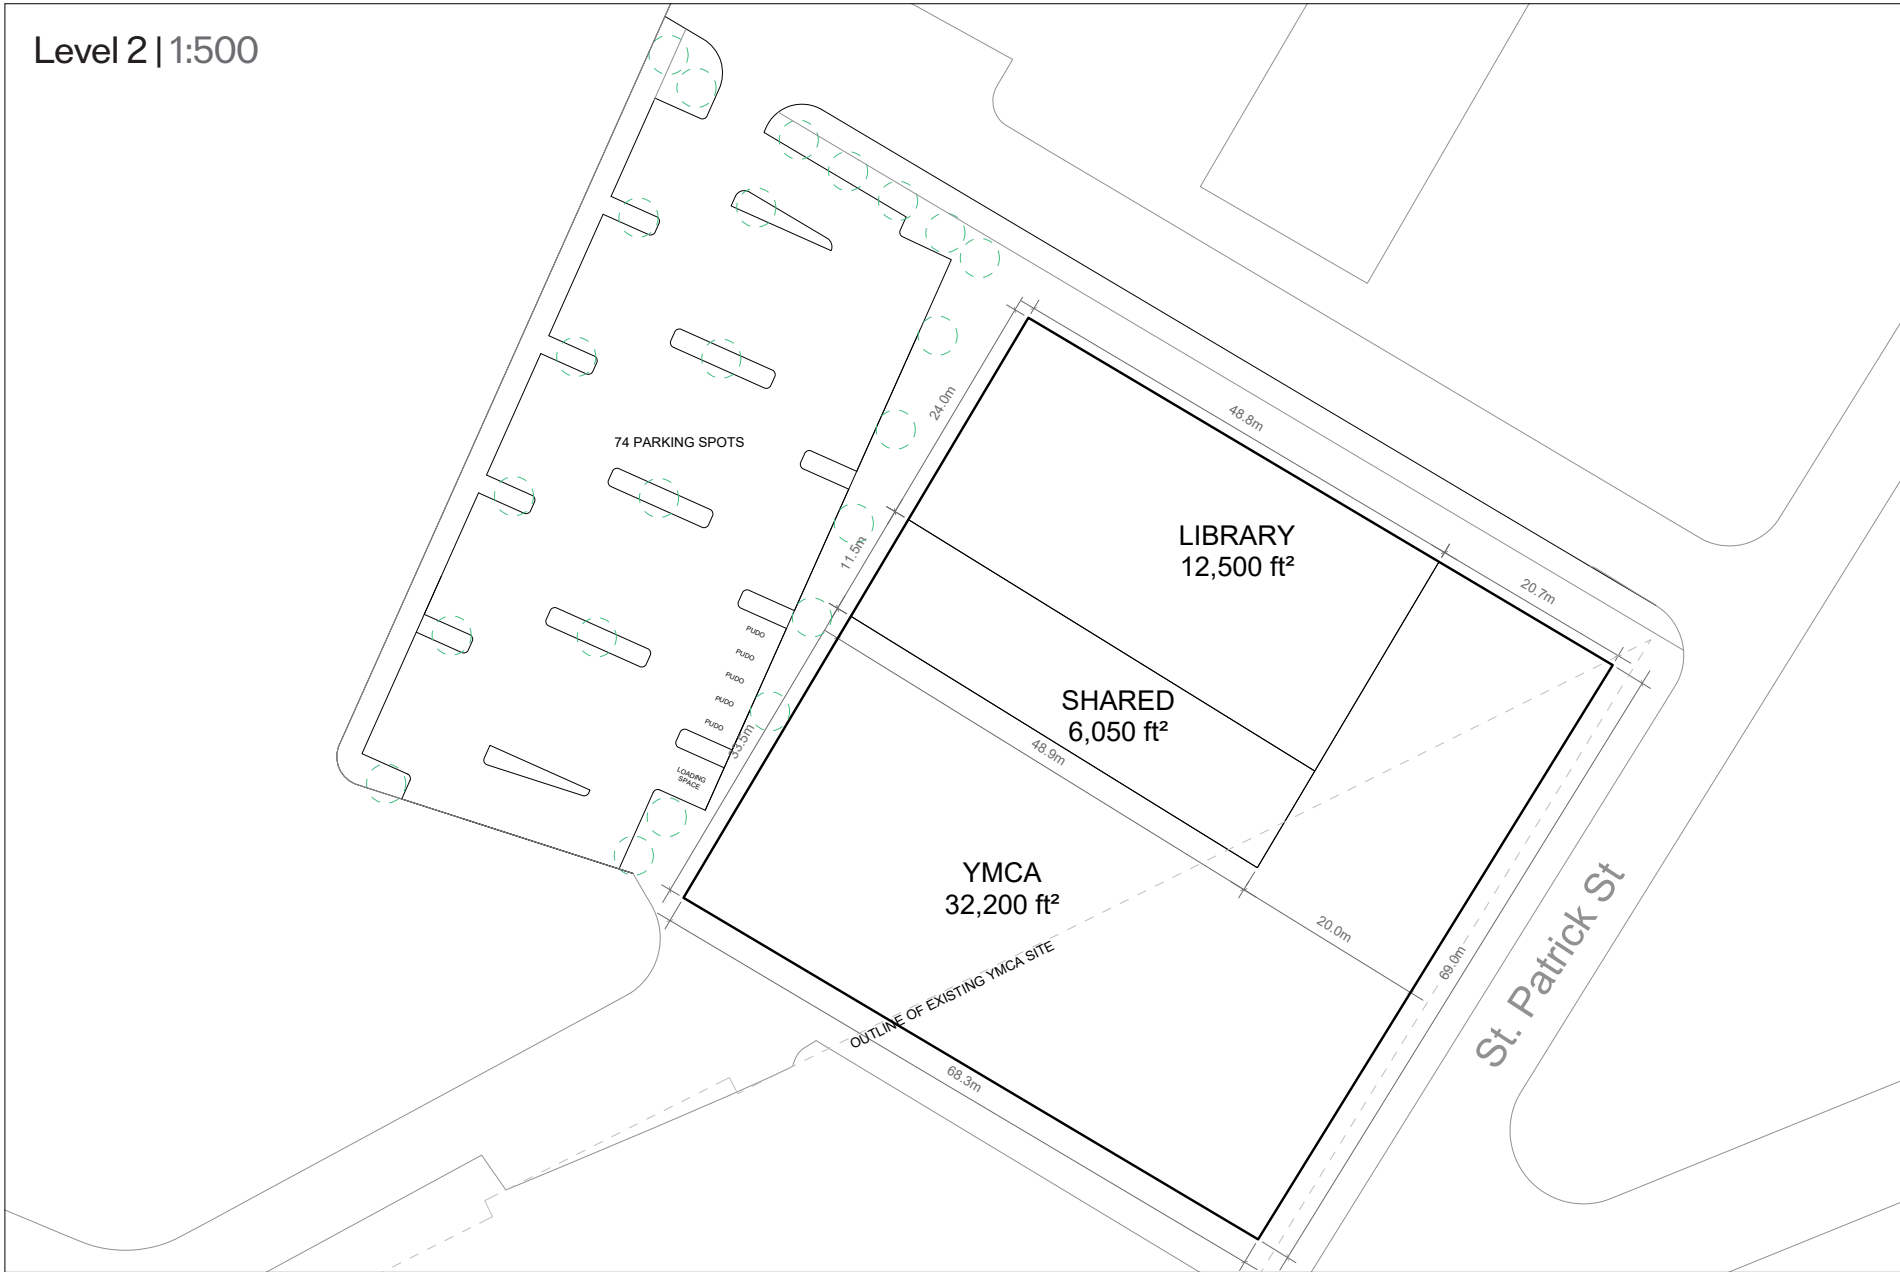 Level 2 | 1:500
24.0m
48.8m
74 PARKING SPOTS
LIBRARY
12,500 ft²
11.5m
20.7m
PUDO
PUDO
PUDO
PUDO
PUDO
SHARED
6,050 ft²
33.5m
48.9m
LOADING
SPACE
YMCA
32,200 ft²
20.0m
69.0m
St. Patrick St
OUTLINE OF EXISTING YMCA SITE
68.3m